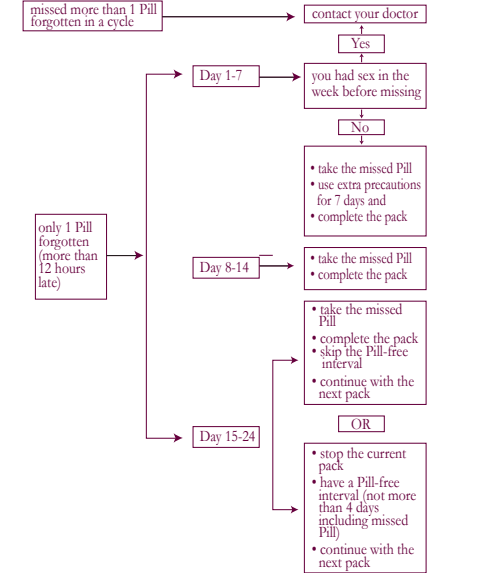 missed more than 1 Pill
forgotten in a cycle
contact your doctor
Yes
Day 1-7
you had sex in the
week before missing
No
• take the missed Pill
• use extra precautions
for 7 days and
• complete the pack
only 1 Pill
forgotten
(more than
12 hours
late)
Day 8-14
• take the missed Pill
• complete the pack
• take the missed
Pill
• complete the pack
• skip the Pill-free
interval
• continue with the
next pack
Day 15-24
OR
• stop the current
pack
• have a Pill-free
interval (not more
than 4 days
including missed
Pill)
• continue with the
next pack